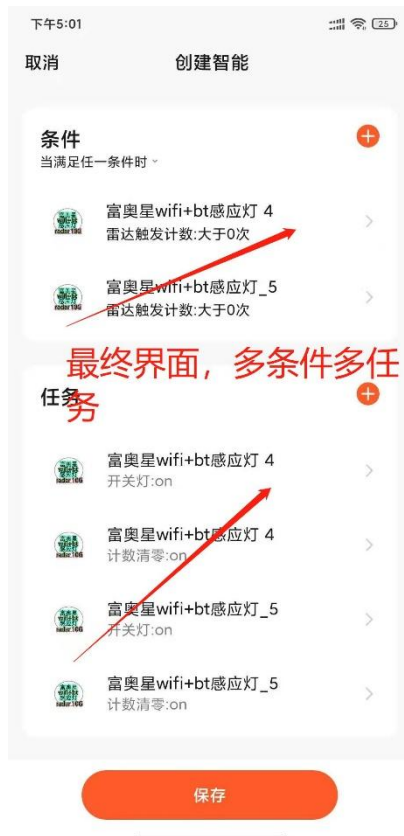 下午5:01
25
取消
创建智能
条件
当满足任一条件时
富奥星wifi+bt感应灯 4
雷达触发计数:大于0次
富奥星wifi+bt感应灯_5
雷达触发计数:大于0次
最终界面，多条件多任
务
任务
富奥星wifi+bt感应灯 4
开关灯:on
富奥星wifi+bt感应灯 4
计数清零:on
富奥星wifi+bt感应灯_5
开关灯:on
富奥星wifi+bt感应灯_5
计数清零:on
保存